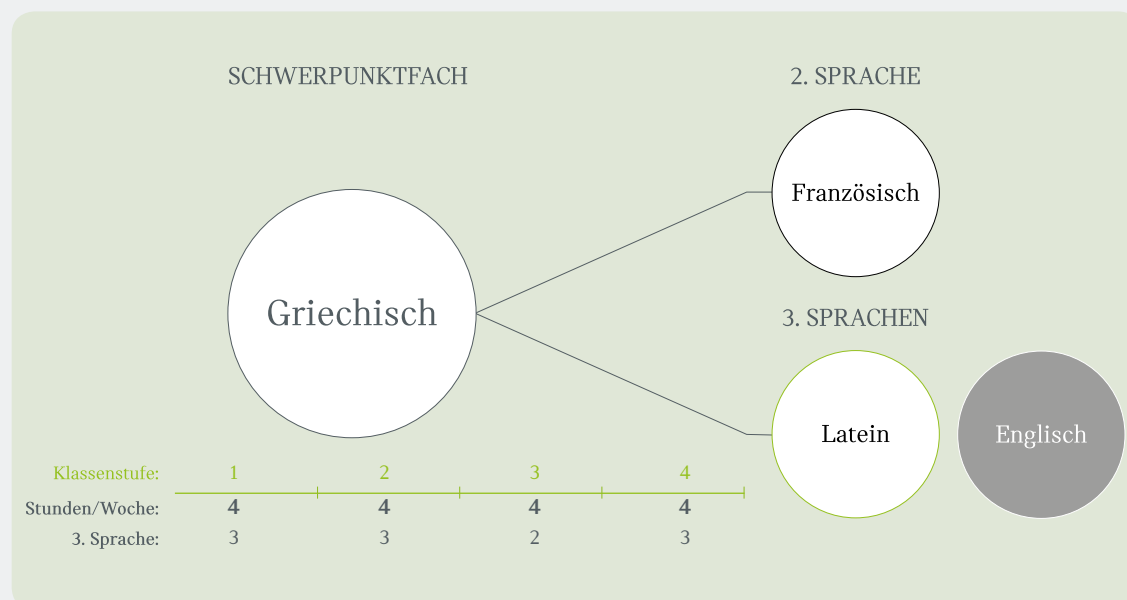 SCHWERPUNKTFACH
2. SPRACHE
Französisch
Griechisch
3. SPRACHEN
Latein
Englisch
Klassenstufe: 1 2 3 4
Stunden/Woche: 4 4 4 4
3. Sprache: 3 3 2 3